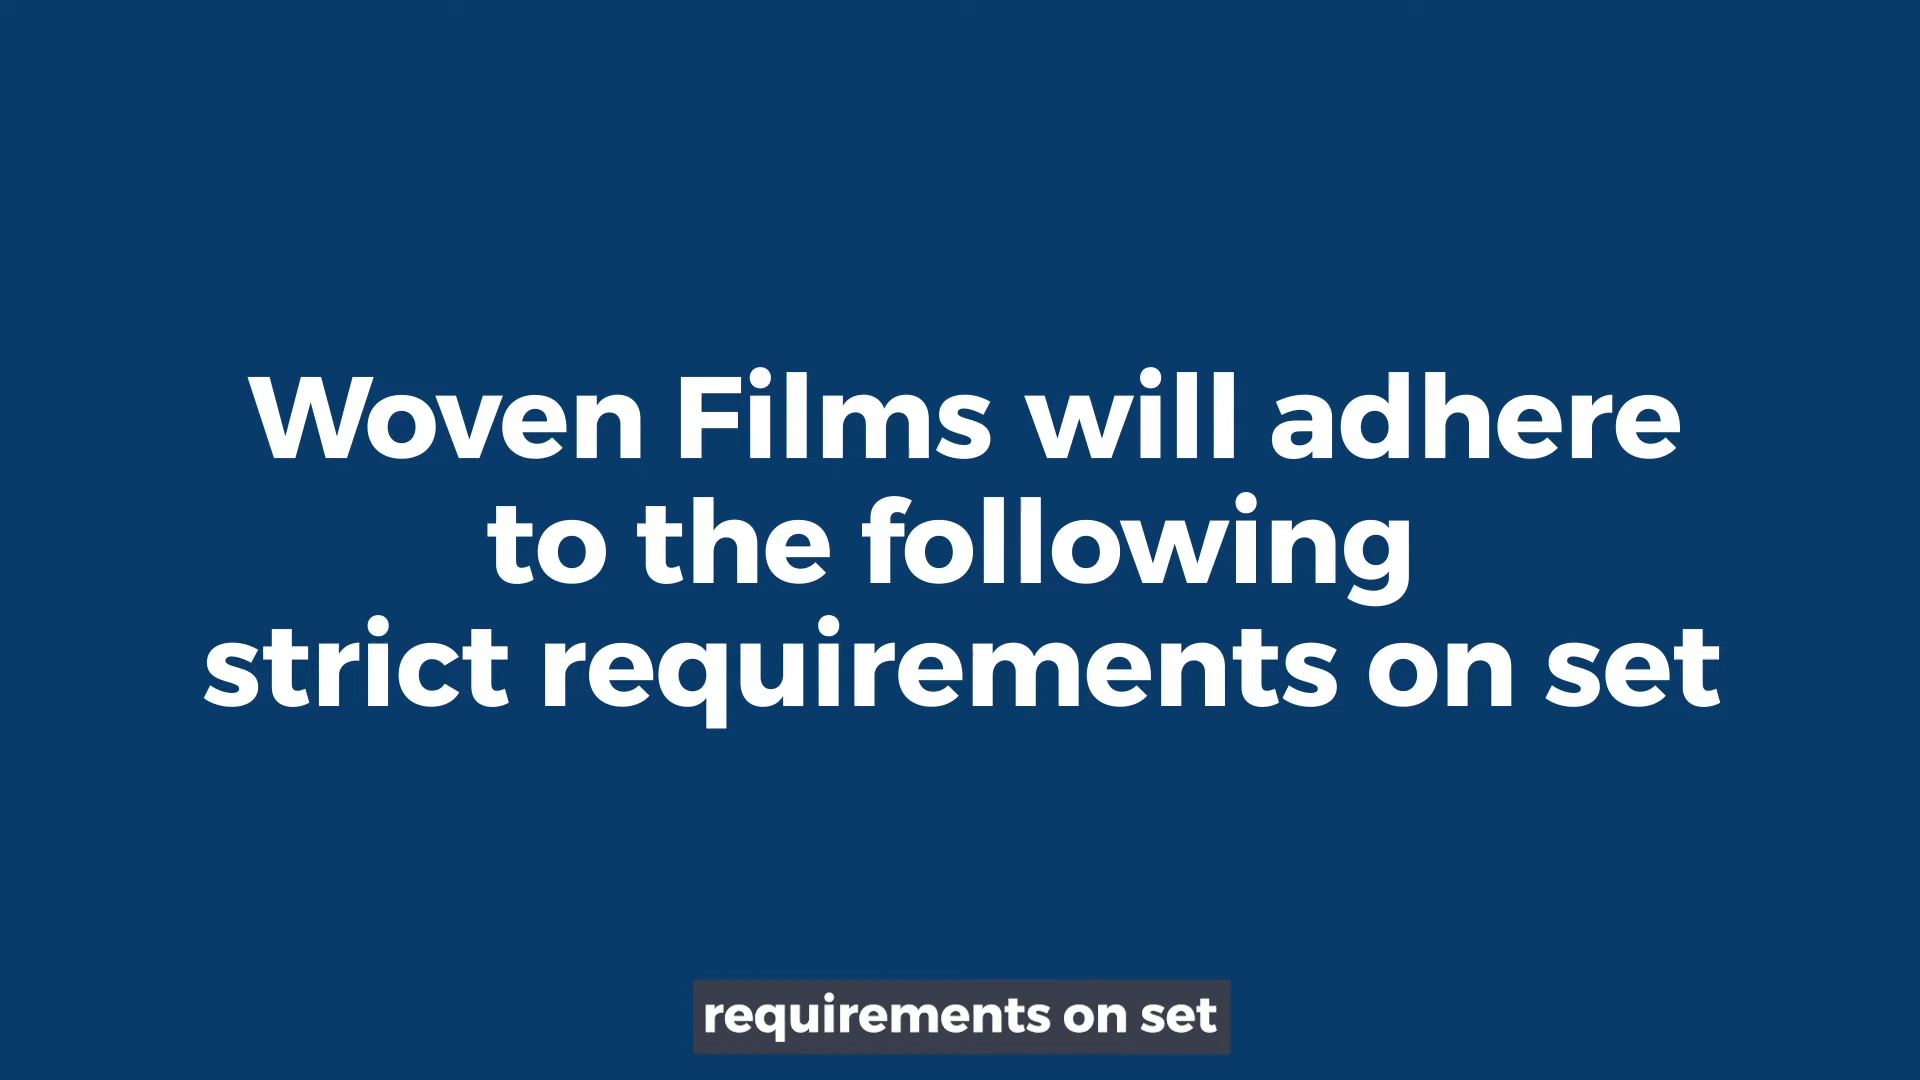 Woven Films will adhere
to the following
strict requirements on set
requirements on set